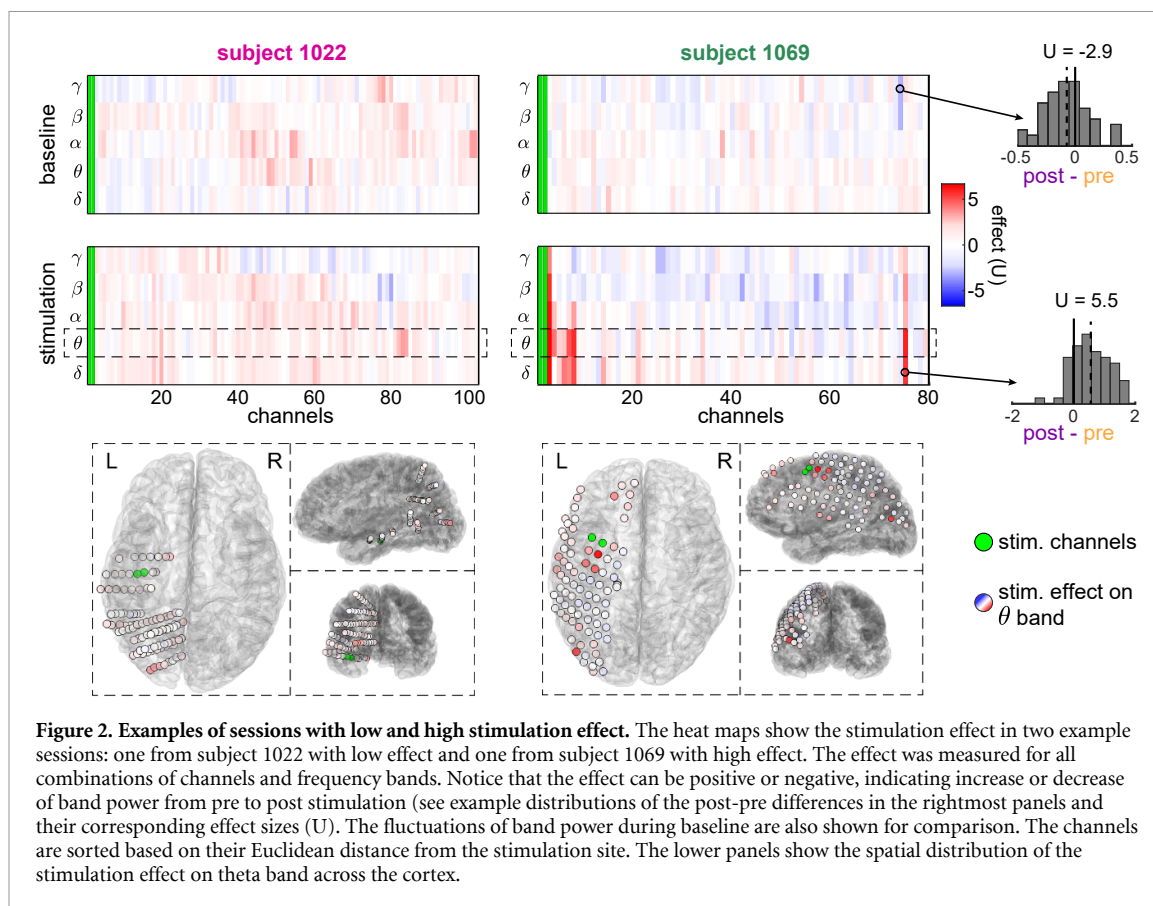 subject 1022
subject 1069
baseline
γ
β
α
θ
δ
U = -2.9
-0.5 0 0.5
post - pre
5
0
-5
effect (U)
stimulation
γ
β
α
θ
δ
20 40 60 80 100
channels
γ
β
α
θ
δ
20 40 60 80
channels
U = 5.5
-2 0 2
post - pre
L R
L R
stim. channels
stim. effect on
θ band
Figure 2. Examples of sessions with low and high stimulation effect. The heat maps show the stimulation effect in two example
sessions: one from subject 1022 with low effect and one from subject 1069 with high effect. The effect was measured for all
combinations of channels and frequency bands. Notice that the effect can be positive or negative, indicating increase or decrease
of band power from pre to post stimulation (see example distributions of the post-pre differences in the rightmost panels and
their corresponding effect sizes (U). The fluctuations of band power during baseline are also shown for comparison. The channels
are sorted based on their Euclidean distance from the stimulation site. The lower panels show the spatial distribution of the
stimulation effect on theta band across the cortex.